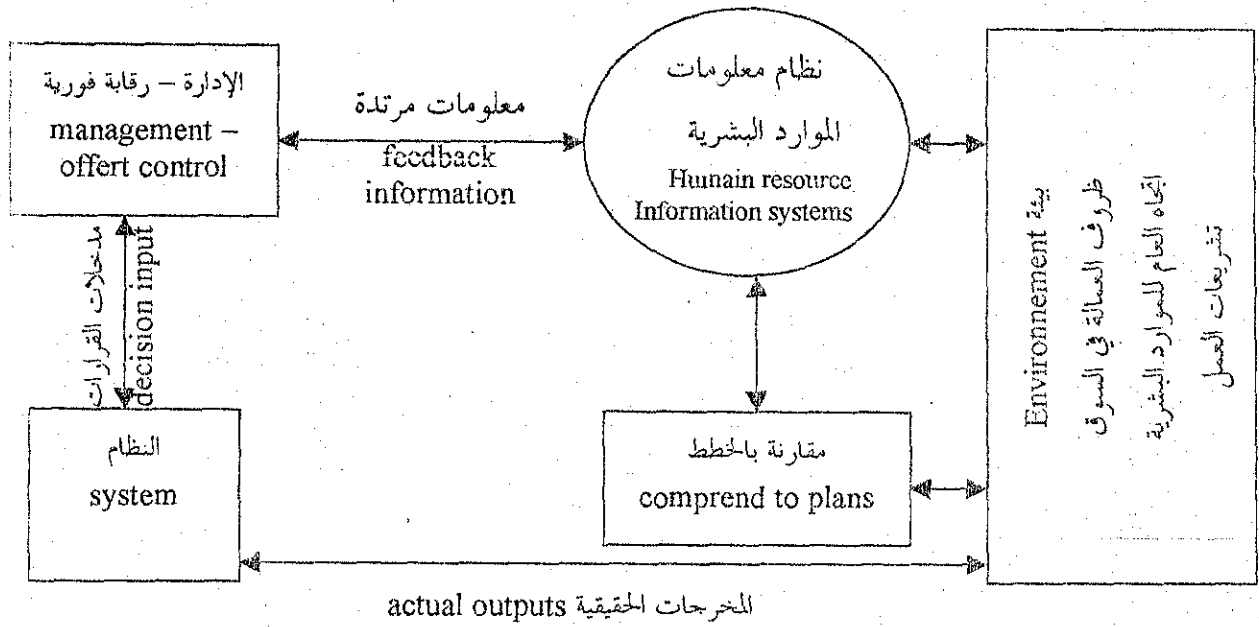 الإدارة – رقابة فورية
management –
offert control
معلومات مرتدة
feedback
information
نظام معلومات
الموارد البشرية
Humain resource
Information systems
بيئة Environnement
ظروف العمالة في السوق
اتجاه العام للموارد البشرية
تشريعات العمل
مدخلات القرارات
decision input
النظام
system
مقارنة بالخطط
comprend to plans
actual outputs المخرجات الحقيقية